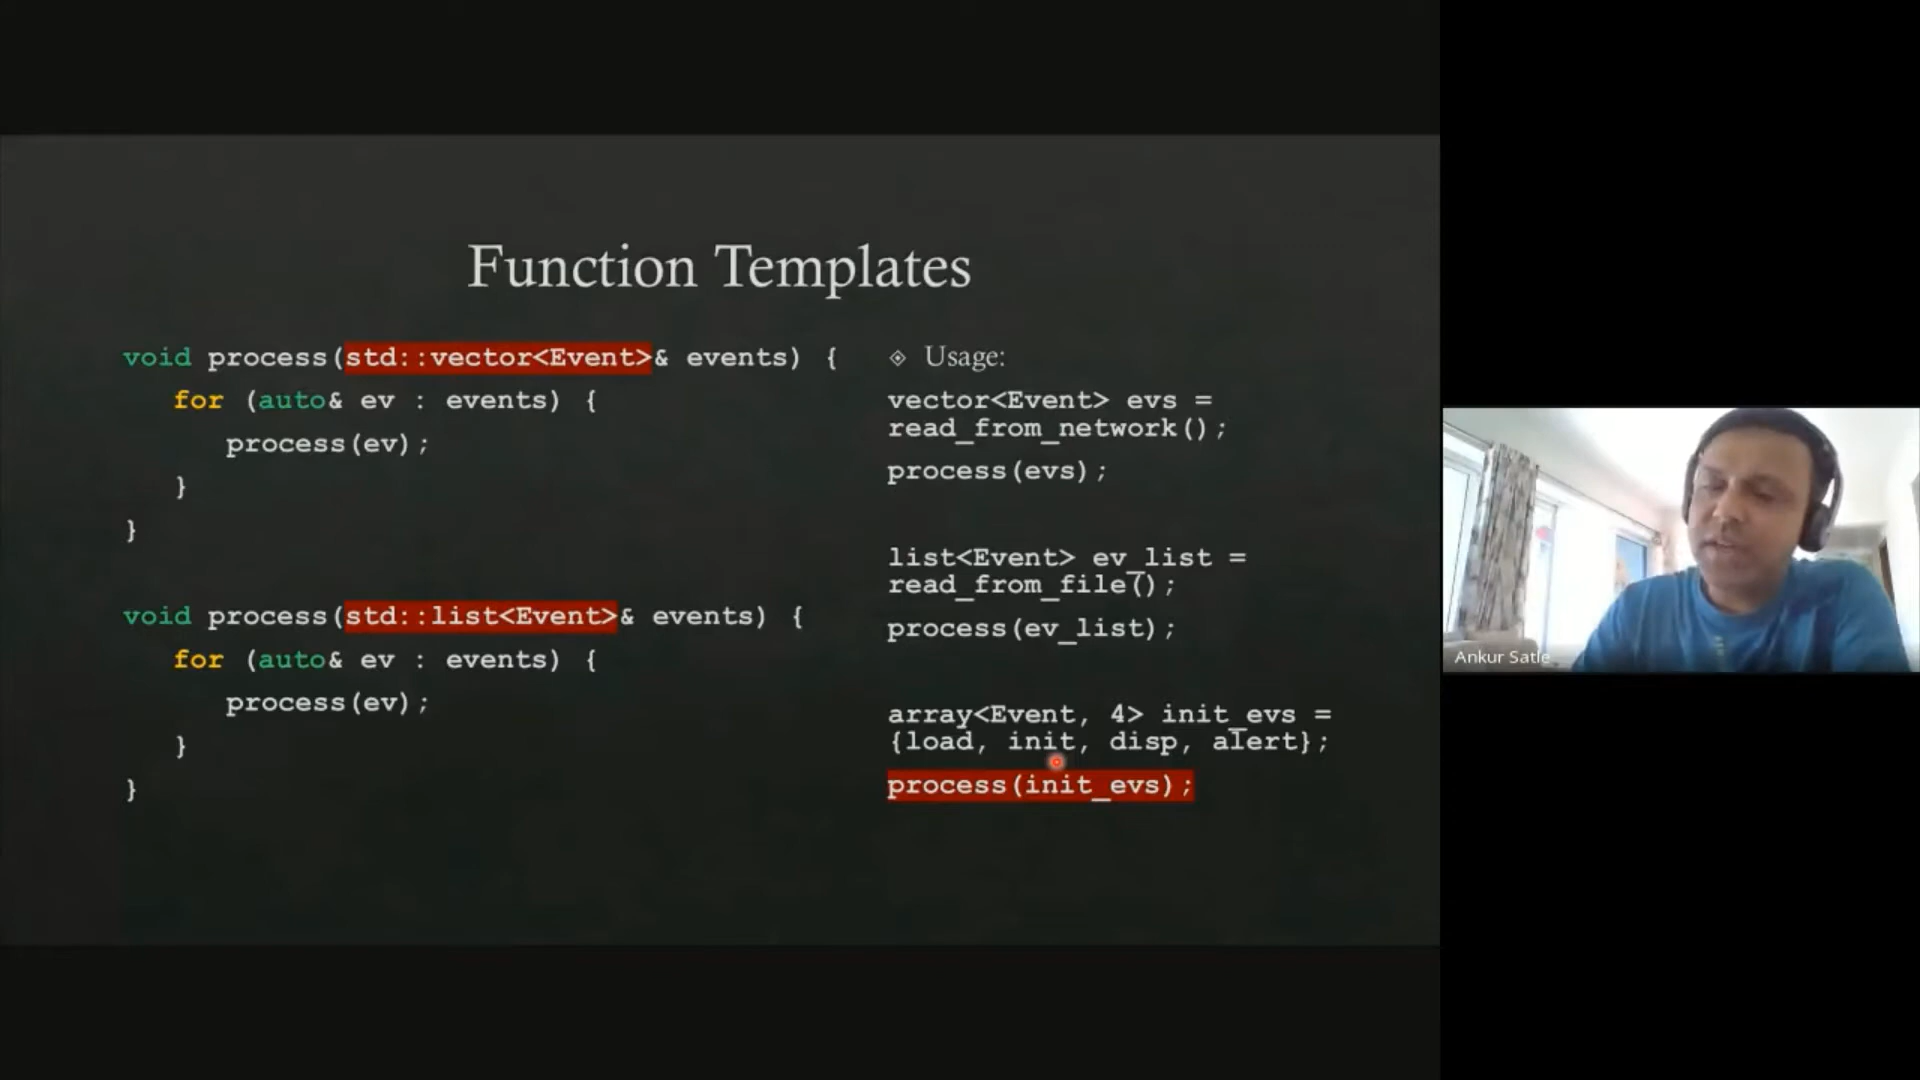 Function Templates
void process(std::vector<Event>& events) {
for (auto& ev : events) {
process(ev);
}
}
void process(std::list<Event>& events) {
for (auto& ev : events) {
process(ev);
}
}
Usage:
vector<Event> evs =
read_from_network();
process(evs);
list<Event> ev_list =
read_from_file();
process(ev_list);
array<Event, 4> init_evs =
{load, init, disp, alert};
process(init_evs);
Ankur Satle